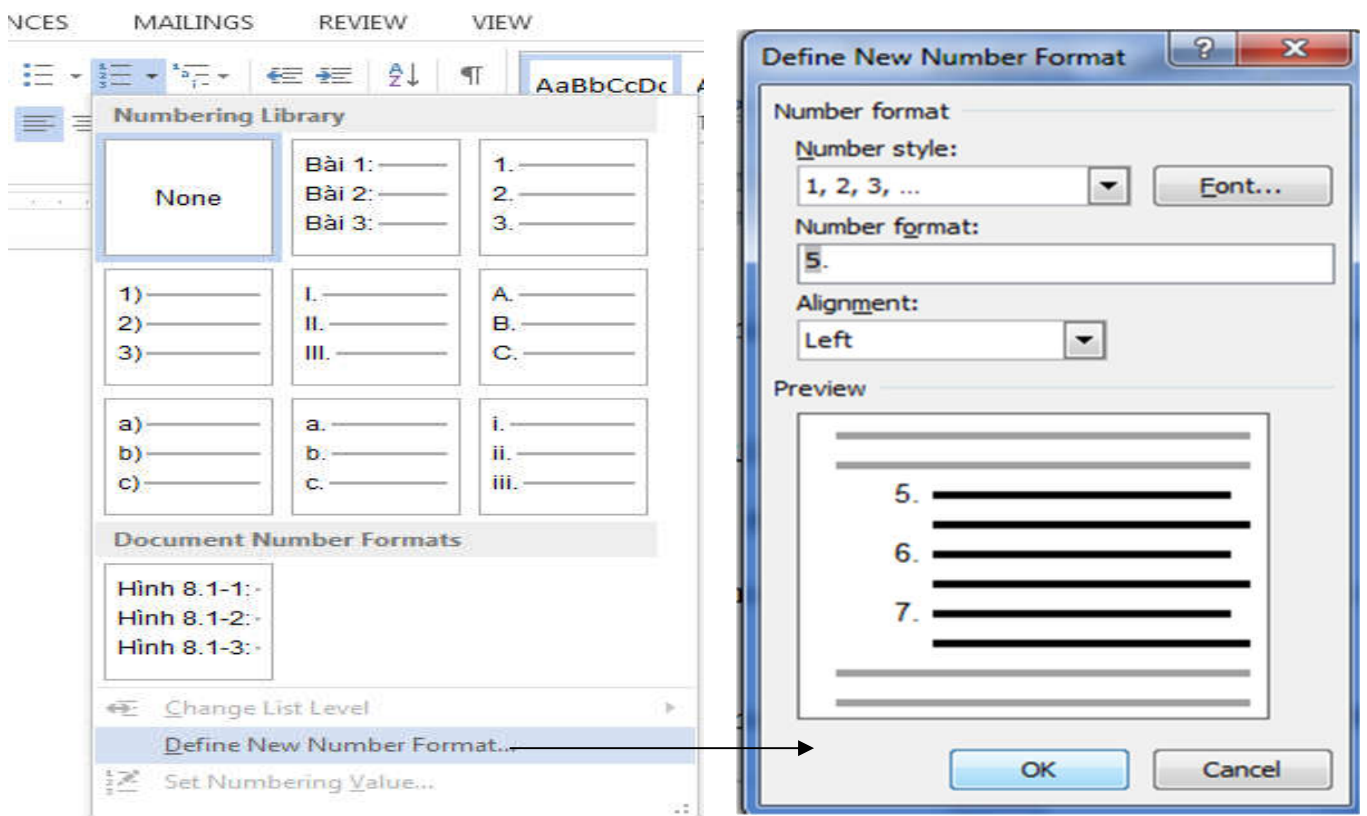 NCES MAILINGS REVIEW VIEW
AaBbCcDc
Numbering Library
None
Bài 1:
Bài 2:
Bài 3:
1.
2.
3.
1)
2)
3)
I.
II.
III.
A.
B.
C.
a)
b)
c)
a.
b.
c.
i.
ii.
iii.
Document Number Formats
Hình 8.1-1:
Hình 8.1-2:
Hình 8.1-3:
Change List Level
Define New Number Format...
Set Numbering Value...
Define New Number Format
Number format
Number style:
1, 2, 3, ...
Font...
Number format:
5.
Alignment:
Left
Preview
5.
6.
7.
OK Cancel